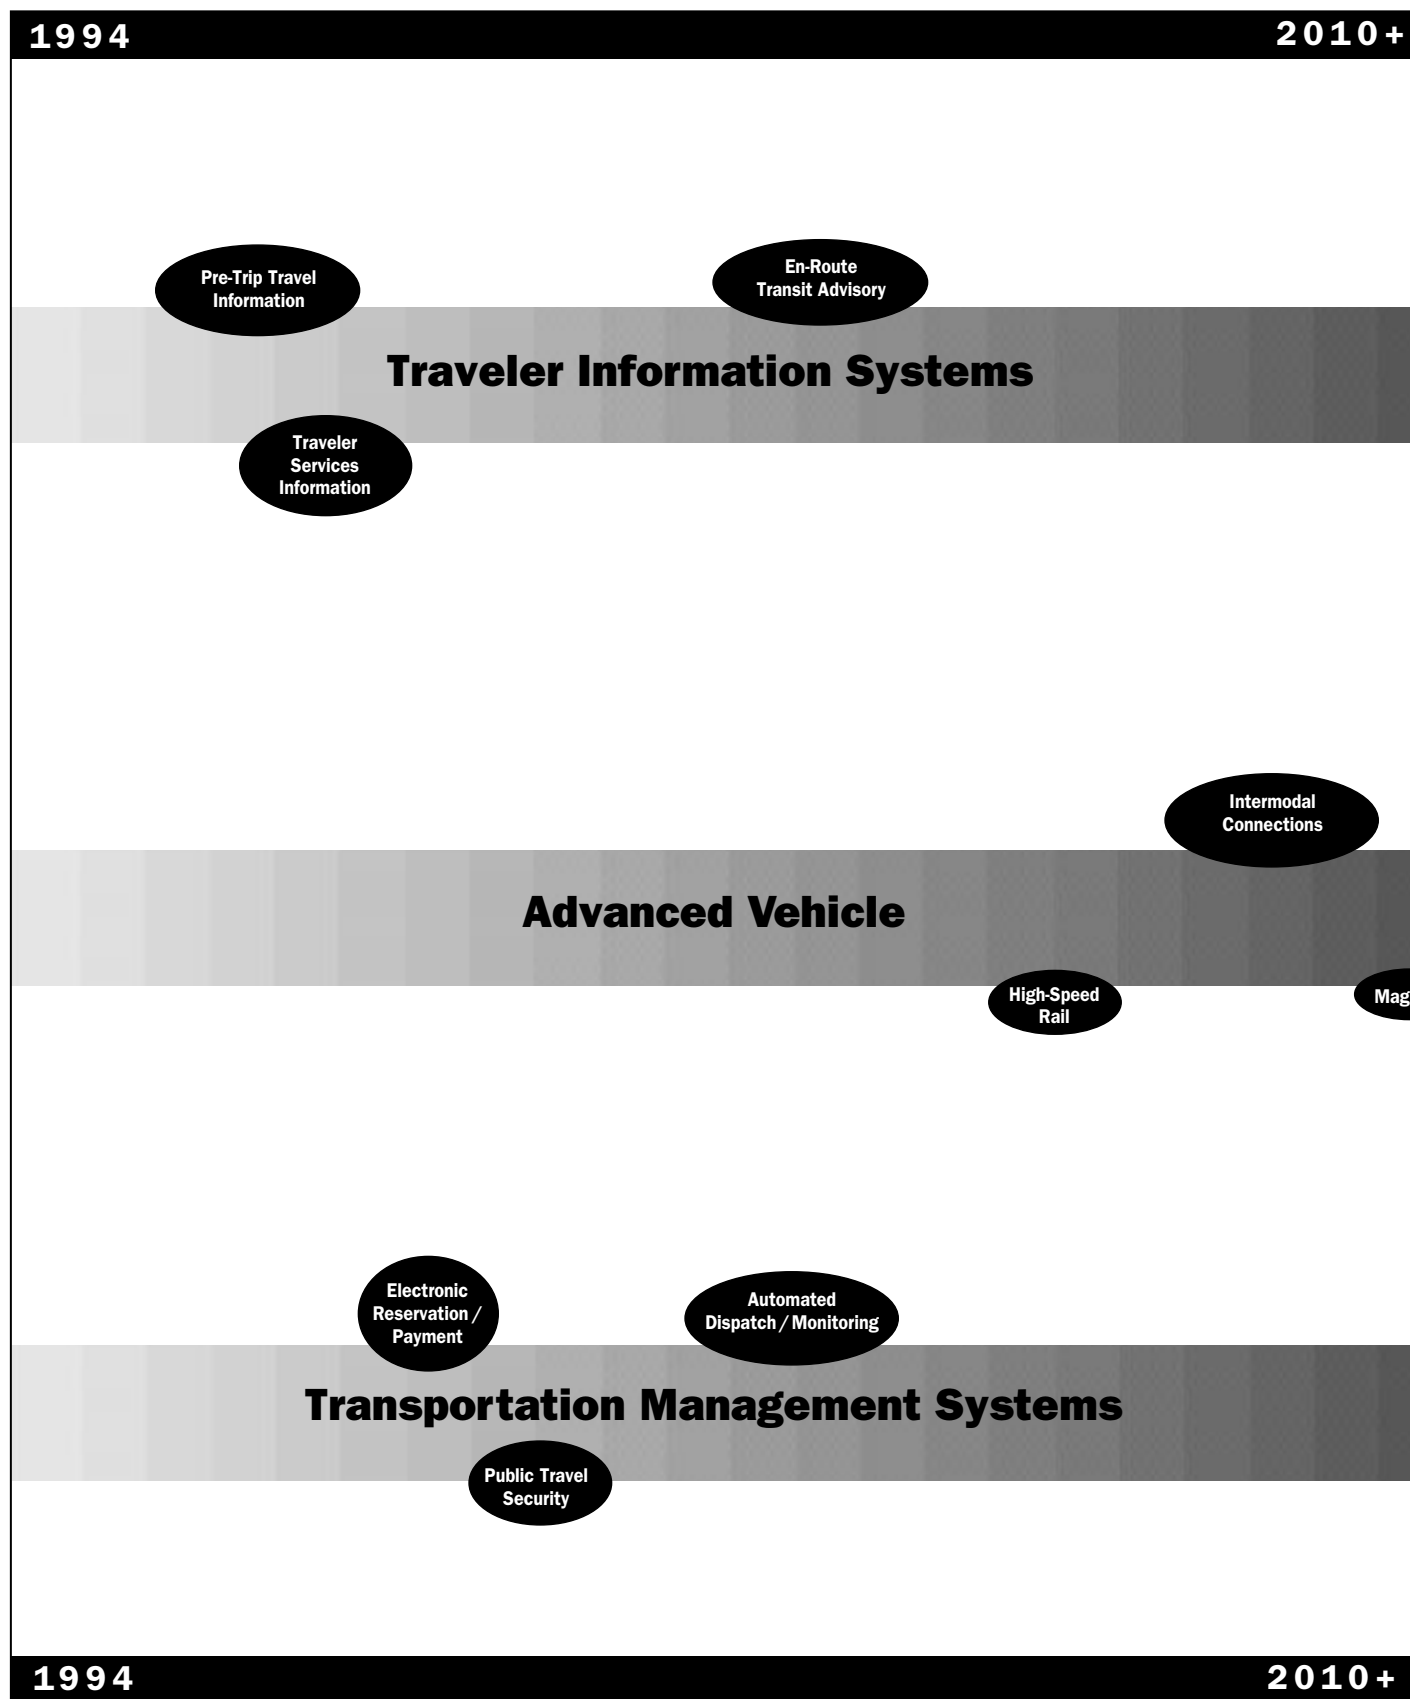 1994
2010+
Pre-Trip Travel
Information
En-Route
Transit Advisory
Traveler Information Systems
Traveler
Services
Information
Intermodal
Connections
Advanced Vehicle
High-Speed
Rail
Mag
Electronic
Reservation / Payment
Automated
Dispatch / Monitoring
Transportation Management Systems
Public Travel
Security
1994
2010+